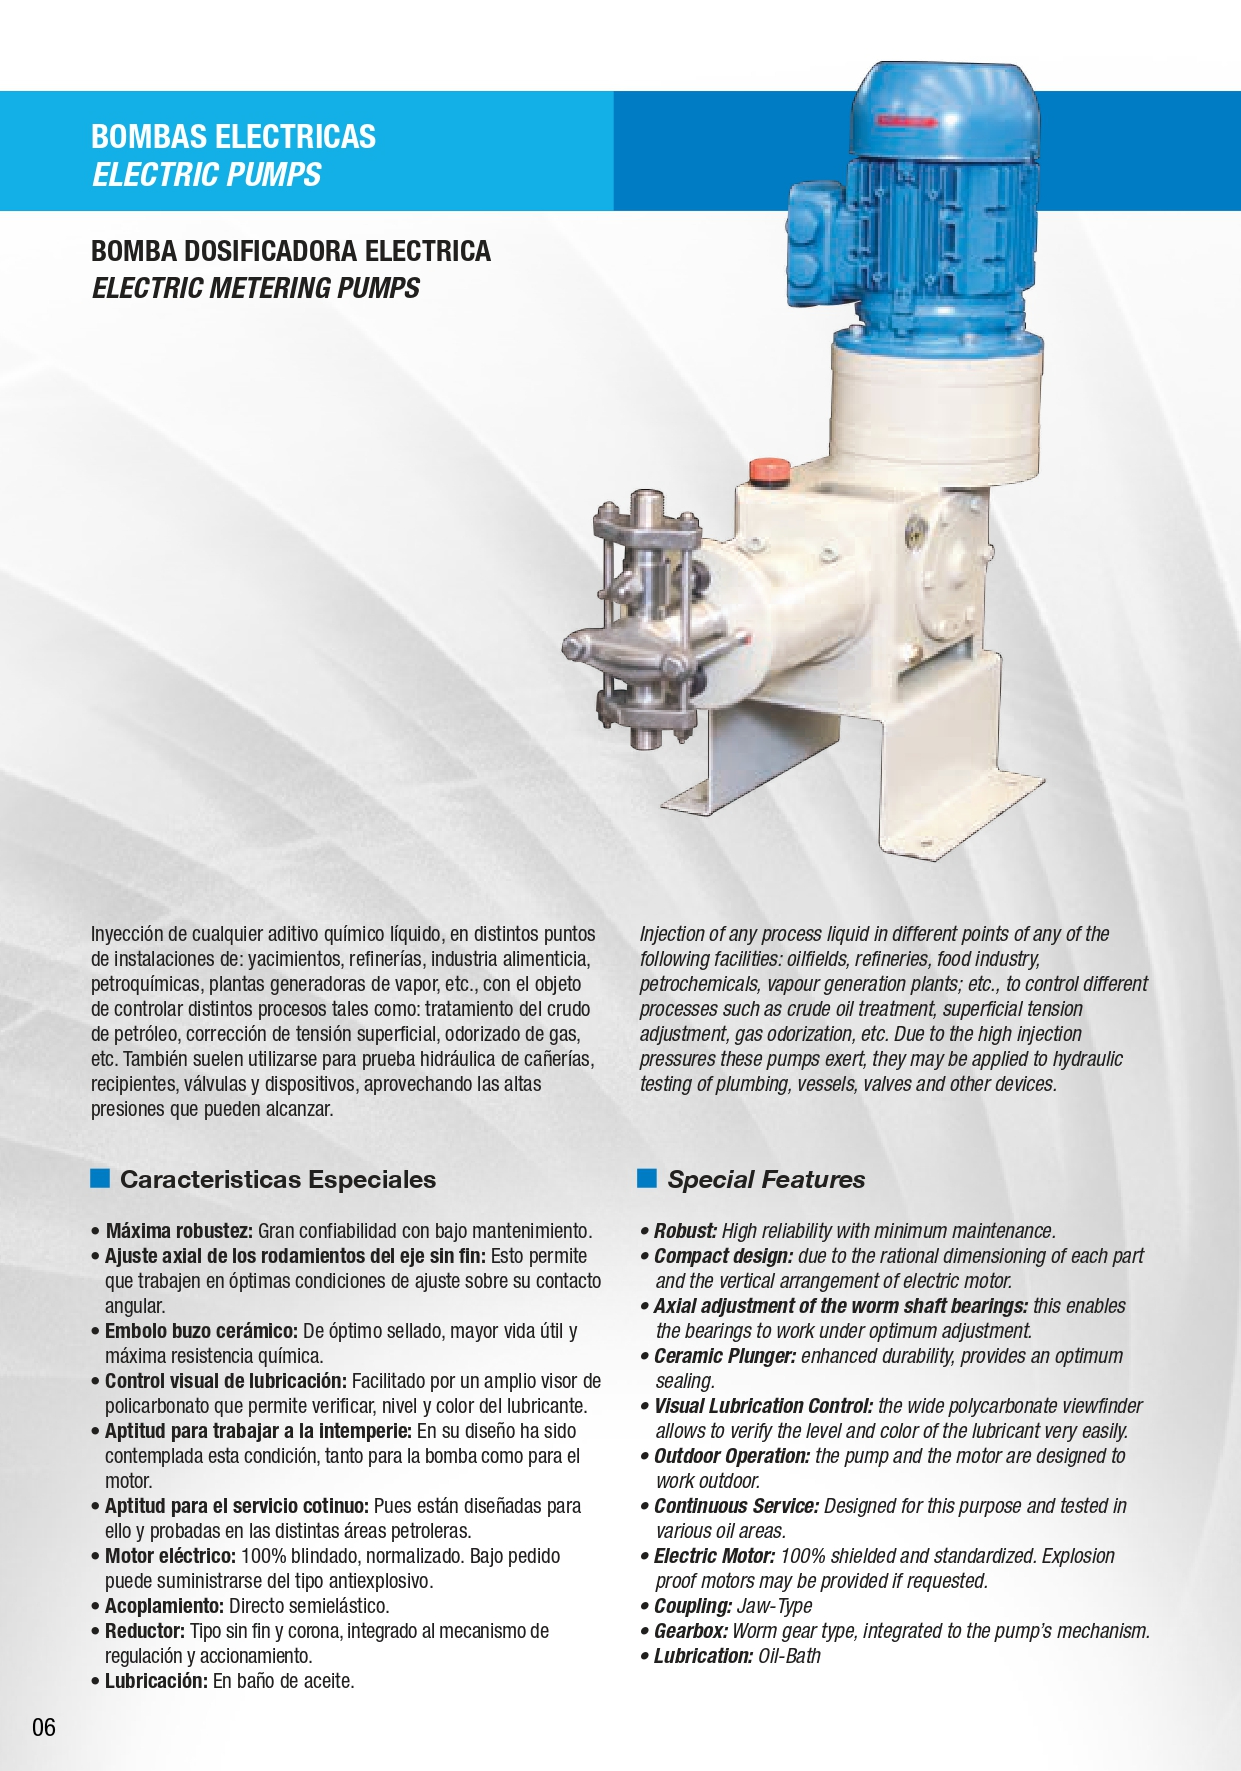 BOMBAS ELECTRICAS
ELECTRIC PUMPS
BOMBA DOSIFICADORA ELECTRICA
ELECTRIC METERING PUMPS
Inyección de cualquier aditivo químico líquido, en distintos puntos
de instalaciones de: yacimientos, refinerías, industria alimenticia,
petroquímicas, plantas generadoras de vapor, etc., con el objeto
de controlar distintos procesos tales como: tratamiento del crudo
de petróleo, corrección de tensión superficial, odorizado de gas,
etc. También suelen utilizarse para prueba hidráulica de cañerías,
recipientes, válvulas y dispositivos, aprovechando las altas
presiones que pueden alcanzar.
Injection of any process liquid in different points of any of the
following facilities: oilfields, refineries, food industry,
petrochemicals, vapour generation plants; etc., to control different
processes such as crude oil treatment, superficial tension
adjustment, gas odorization, etc. Due to the high injection
pressures these pumps exert, they may be applied to hydraulic
testing of plumbing, vessels, valves and other devices.
Caracteristicas Especiales
• Máxima robustez: Gran confiabilidad con bajo mantenimiento.
• Ajuste axial de los rodamientos del eje sin fin: Esto permite
que trabajen en óptimas condiciones de ajuste sobre su contacto
angular.
• Embolo buzo cerámico: De óptimo sellado, mayor vida útil y
máxima resistencia química.
• Control visual de lubricación: Facilitado por un amplio visor de
policarbonato que permite verificar, nivel y color del lubricante.
• Aptitud para trabajar a la intemperie: En su diseño ha sido
contemplada esta condición, tanto para la bomba como para el
motor.
• Aptitud para el servicio cotinuo: Pues están diseñadas para
ello y probadas en las distintas áreas petroleras.
• Motor eléctrico: 100% blindado, normalizado. Bajo pedido
puede suministrarse del tipo antiexplosivo.
• Acoplamiento: Directo semielástico.
• Reductor: Tipo sin fin y corona, integrado al mecanismo de
regulación y accionamiento.
• Lubricación: En baño de aceite.
Special Features
• Robust: High reliability with minimum maintenance.
• Compact design: due to the rational dimensioning of each part
and the vertical arrangement of electric motor.
• Axial adjustment of the worm shaft bearings: this enables
the bearings to work under optimum adjustment.
• Ceramic Plunger: enhanced durability, provides an optimum
sealing.
• Visual Lubrication Control: the wide polycarbonate viewfinder
allows to verify the level and color of the lubricant very easily.
• Outdoor Operation: the pump and the motor are designed to
work outdoor.
• Continuous Service: Designed for this purpose and tested in
various oil areas.
• Electric Motor: 100% shielded and standardized. Explosion
proof motors may be provided if requested.
• Coupling: Jaw-Type
• Gearbox: Worm gear type, integrated to the pump's mechanism.
• Lubrication: Oil-Bath
06